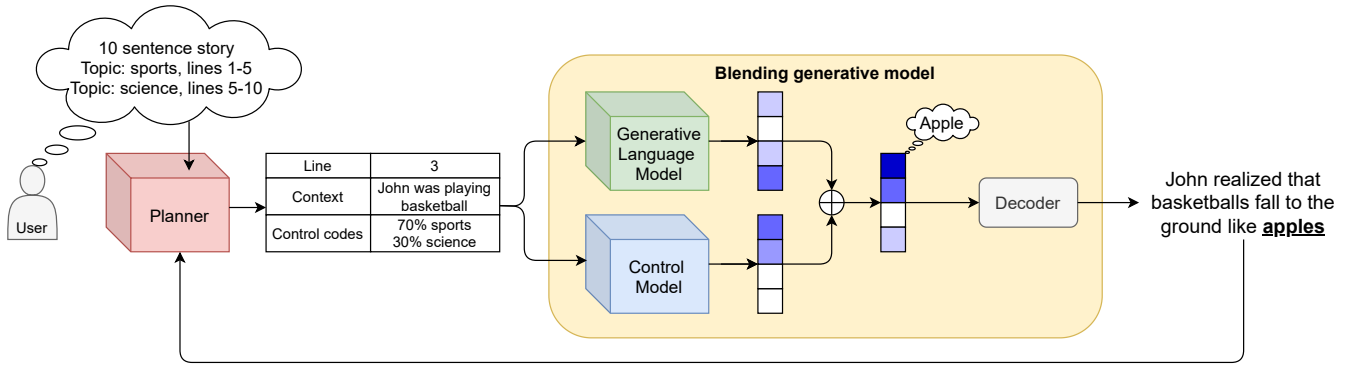 10 sentence story
Topic: sports, lines 1-5
Topic: science, lines 5-10
User
Planner
Line
3
Context
John was playing
basketball
Control codes
70% sports
30% science
Blending generative model
Generative
Language
Model
Control
Model
Apple
Decoder
John realized that
basketballs fall to the
ground like apples